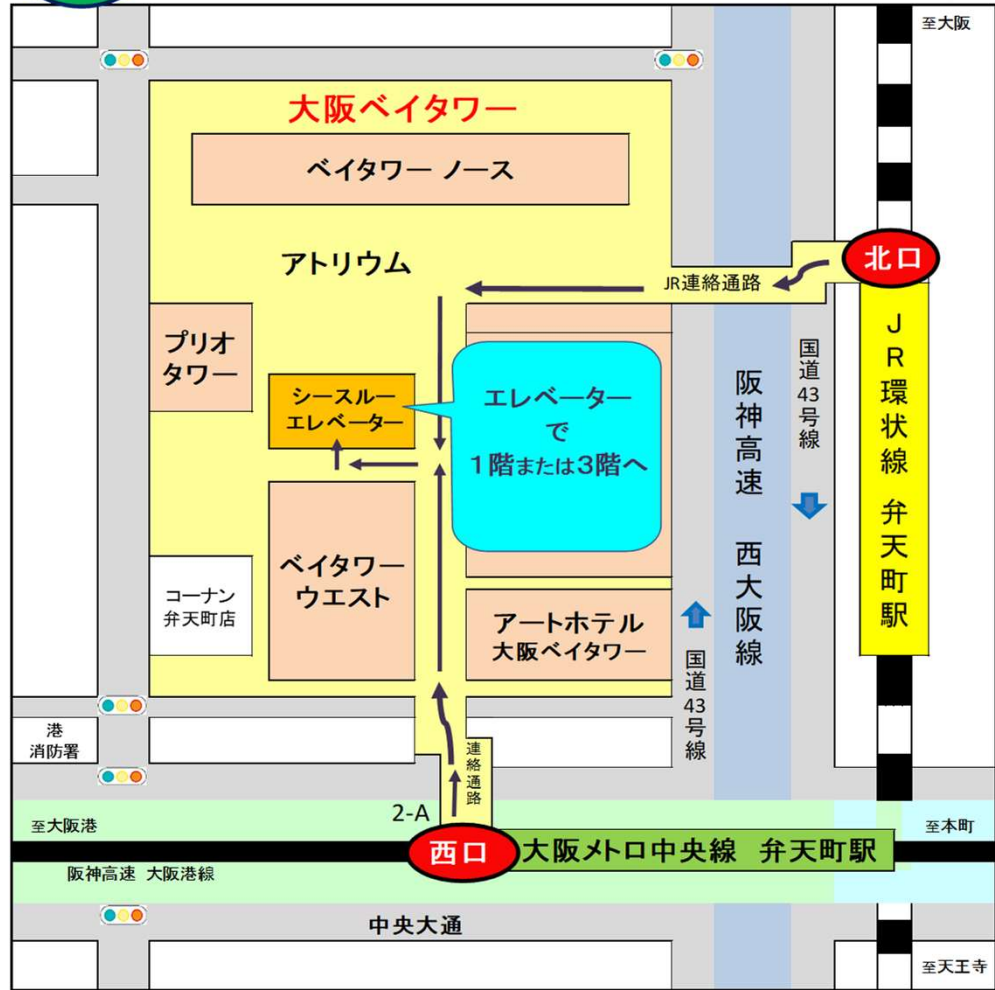 至大阪
大阪ベイタワー
ベイタワー ノース
アトリウム
北口
JR連絡通路
プリオ
タワー
シースルー
エレベーター
エレベーター
で
1階または3階へ
阪神高速 西大阪線
国道43号線
JR環状線 弁天町駅
ベイタワー
ウエスト
コーナン
弁天町店
アートホテル
大阪ベイタワー
国道43号線
港
消防署
連絡通路
2-A
至大阪港
西口
大阪メトロ中央線 弁天町駅
至本町
阪神高速 大阪港線
中央大通
至天王寺